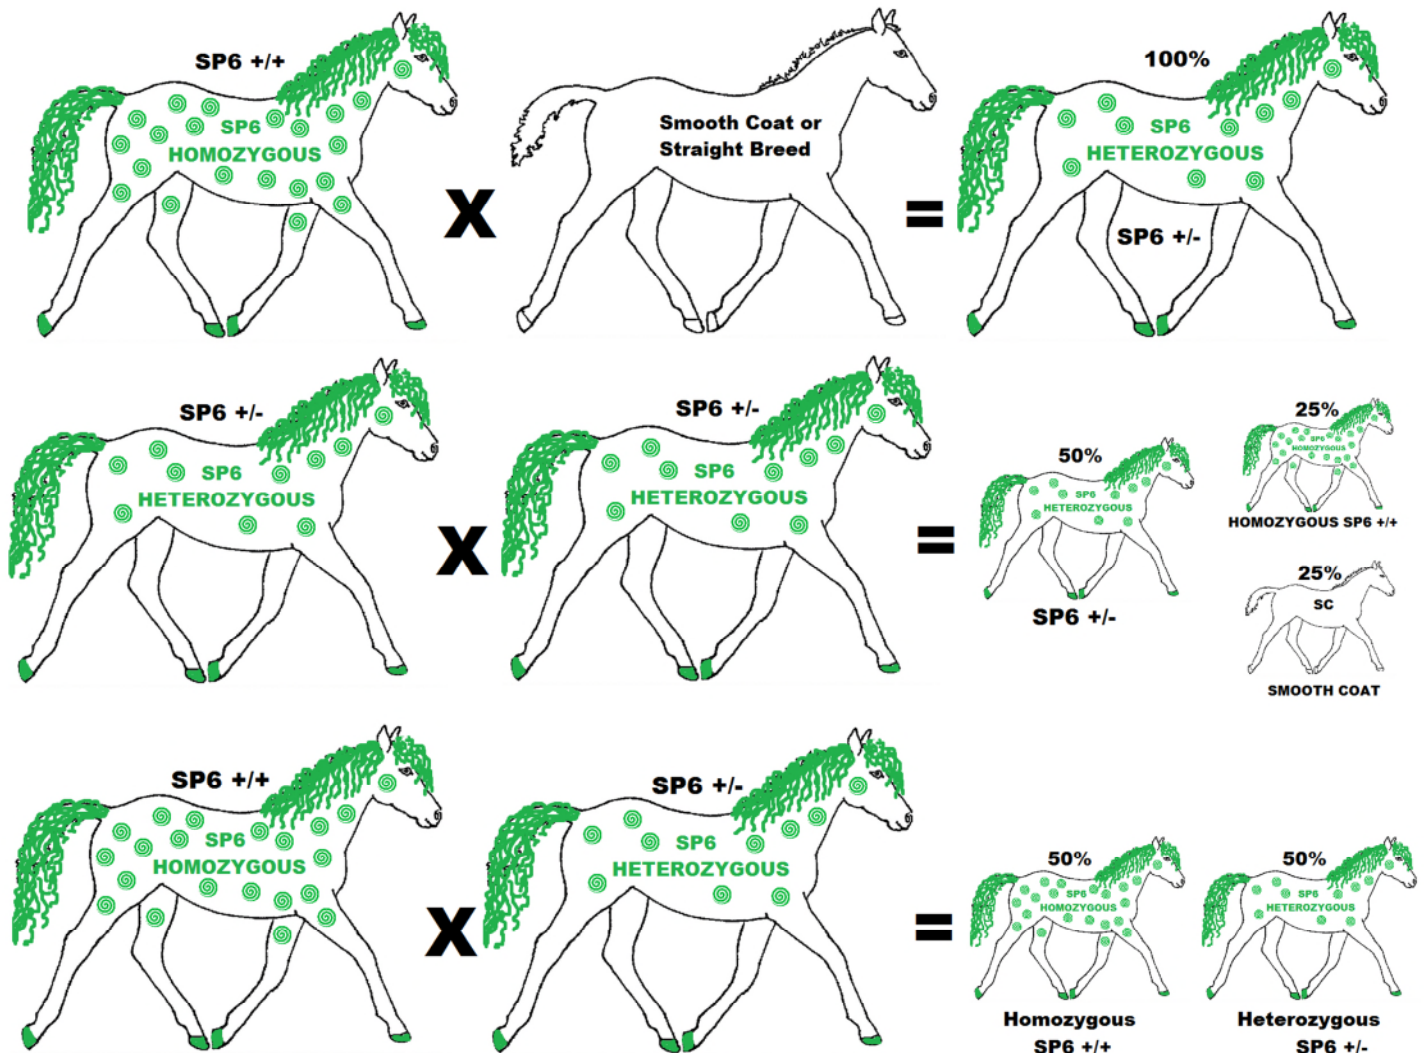 SP6 +/+
SP6
HOMOZYGOUS
X
Smooth Coat or
Straight Breed
=
100%
SP6
HETEROZYGOUS
SP6 +/-
SP6 +/-
SP6
HETEROZYGOUS
X
SP6 +/-
SP6
HETEROZYGOUS
=
50%
SP6
HETEROZYGOUS
SP6 +/-
25%
SP6
HOMOZYGOUS
HOMOZYGOUS SP6 +/+
25%
SC
SMOOTH COAT
SP6 +/+
SP6
HOMOZYGOUS
X
SP6 +/-
SP6
HETEROZYGOUS
=
50%
SP6
HOMOZYGOUS
Homozygous
SP6 +/+
50%
SP6
HETEROZYGOUS
Heterozygous
SP6 +/-